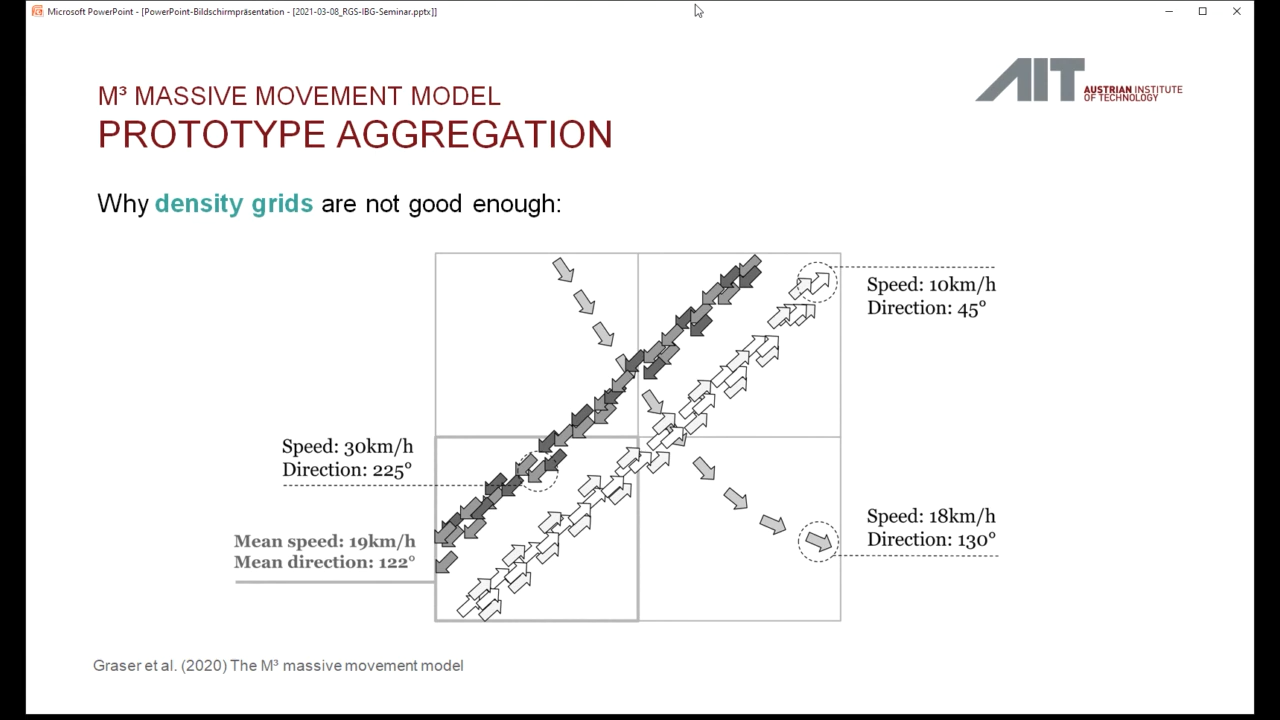 Microsoft PowerPoint - [PowerPoint-Bildschirmpräsentation - [2021-03-08_RGS-IBG-Seminar.pptx]]
M³ MASSIVE MOVEMENT MODEL
PROTOTYPE AGGREGATION
AIT
AUSTRIAN INSTITUTE
OF TECHNOLOGY
Why density grids are not good enough:
Speed: 10km/h
Direction: 45°
Speed: 30km/h
Direction: 225°
Mean speed: 19km/h
Mean direction: 122°
Speed: 18km/h
Direction: 130°
Graser et al. (2020) The M³ massive movement model